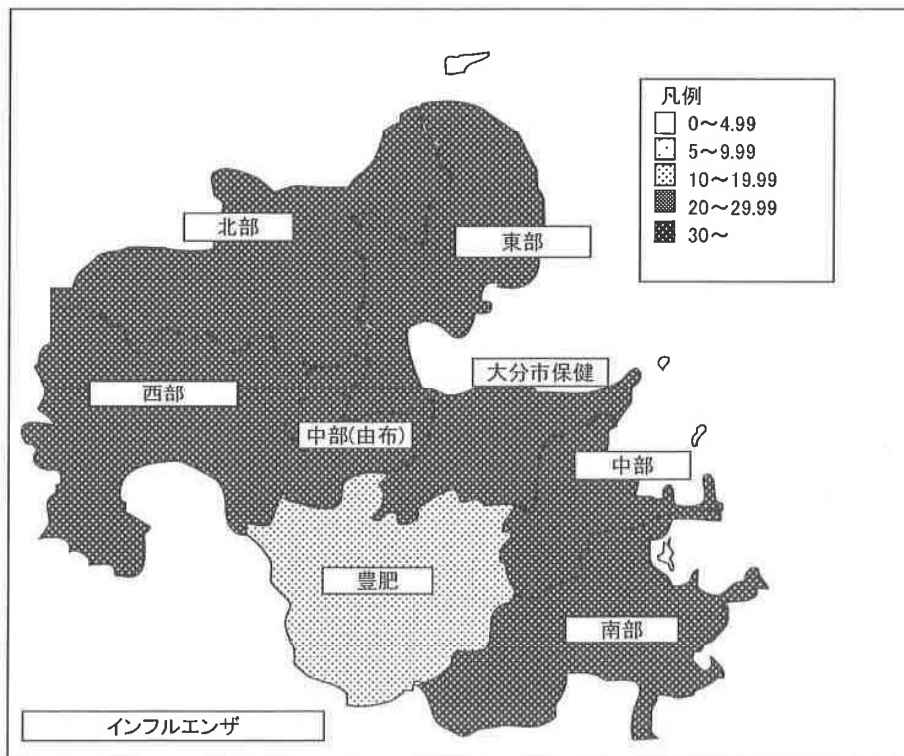 凡例
0～4.99
5～9.99
10～19.99
20～29.99
30～
北部
東部
大分市保健
西部
中部(由布)
中部
豊肥
南部
インフルエンザ